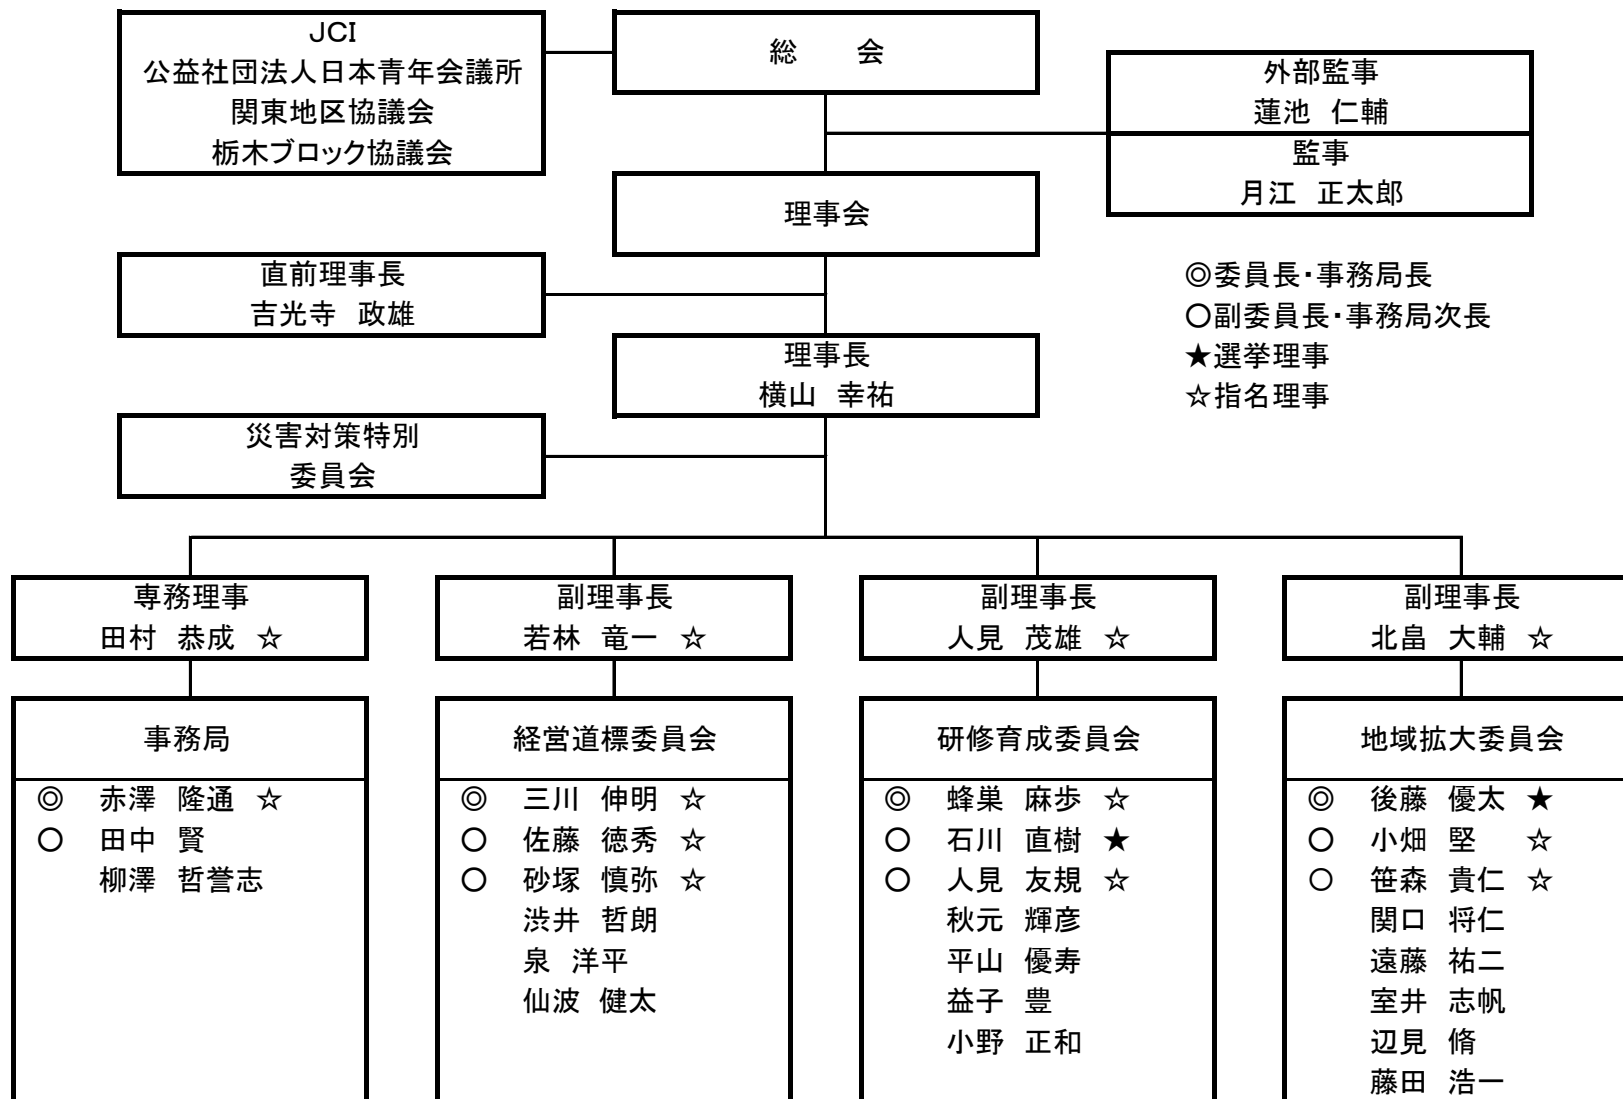 JCI
公益社団法人日本青年会議所
関東地区協議会
栃木ブロック協議会
総　　会
外部監事
蓮池　仁輔
監事
月江　正太郎
理事会
直前理事長
吉光寺　政雄
◎委員長・事務局長
○副委員長・事務局次長
★選挙理事
☆指名理事
理事長
横山　幸祐
災害対策特別
委員会
専務理事
田村　恭成　☆
副理事長
若林　竜一　☆
副理事長
人見　茂雄　☆
副理事長
北畠　大輔　☆
事務局
◎　赤澤　隆通　☆
○　田中　賢
柳澤　哲誉志
経営道標委員会
◎　三川　伸明　☆
○　佐藤　徳秀　☆
○　砂塚　慎弥　☆
渋井　哲朗
泉　洋平
仙波　健太
研修育成委員会
◎　蜂巣　麻歩　☆
○　石川　直樹　★
○　人見　友規　☆
秋元　輝彦
平山　優寿
益子　豊
小野　正和
地域拡大委員会
◎　後藤　優太　★
○　小畑　堅　☆
○　笹森　貴仁　☆
関口　将仁
遠藤　祐二
室井　志帆
辺見　脩
藤田　浩一